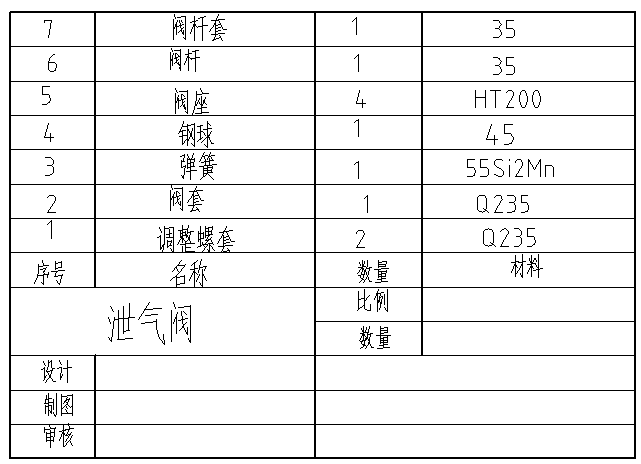 7 阀杆套 1 35
6 阀杆 1 35
5 阀座 4 HT200
4 钢球 1 45
3 弹簧 1 55Si2Mn
2 阀套 1 Q235
1 调整螺套 2 Q235
序号 名称 数量 材料
泄气阀
比例
数量
设计
制图
审核